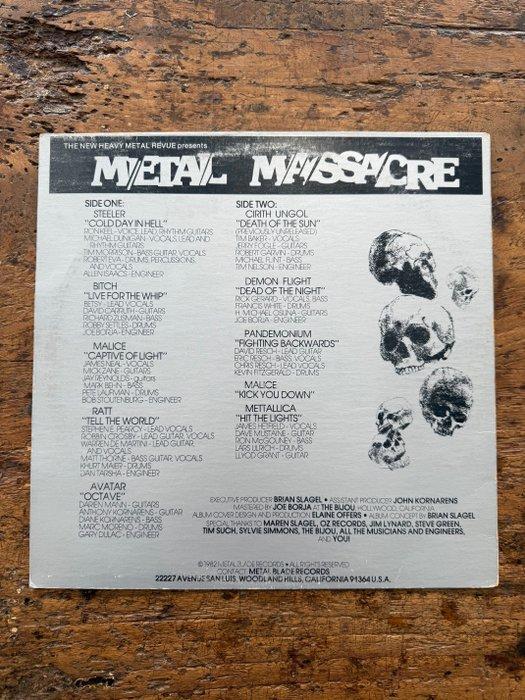 THE NEW HEAVY METAL REVUE presents
METAL MASSACRE
SIDE ONE:
STEELER
"COLD DAY IN HELL"
RON KEEL - VOICE, LEAD, RHYTHM GUITARS
MICHAEL DUNIGAN - VOCALS, LEAD AND
RHYTHM GUITARS
TIM MORRISON - BASS GUITAR, VOCALS
ROBERT EVA - DRUMS, PERCUSSIONS,
AND VOCALS
ALLEN ISAACS - ENGINEER
BITCH
"LIVE FOR THE WHIP"
BETSY - LEAD VOCALS
DAVID CARRUTH - GUITARS
RICHARD ZUSMAN - BASS
ROBBY SETTLES - DRUMS
JOE BORJA - ENGINEER
MALICE
"CAPTIVE OF LIGHT"
JAMES NEAL - VOCALS
MICK ZANE - GUITARS
JAY REYNOLDS - guitars
MARK BEHN - BASS
PETE LAUFMAN - DRUMS
BOB STOUTENBURG - ENGINEER
RATT
"TELL THE WORLD"
STEPHEN E. PEARCY - LEAD VOCALS
ROBBIN CROSBY - LEAD GUITAR, VOCALS
WARREN DE MARTINI - LEAD GUITAR,
AND VOCALS
MATT THORNE - BASS GUITAR, VOCALS
KHURT MAIER - DRUMS
DAN TARSHA - ENGINEER
AVATAR
"OCTAVE"
DAREN MANN - GUITARS
ANTHONY KORNARENS - GUITAR
DIANE KORNARENS - BASS
MARC MORENO - DRUMS
GARY DULAC - ENGINEER
SIDE TWO:
CIRITH UNGOL
"DEATH OF THE SUN"
(PREVIOUSLY UNRELEASED)
TIM BAKER - VOCALS
JERRY FOGLE - GUITARS
ROBERT GARVIN - DRUMS
MICHAEL FLINT - BASS
TIM NELSON - ENGINEER
DEMON FLIGHT
"DEAD OF THE NIGHT"
RICK GERARD - VOCALS, BASS
FRANCIS WHITE - DRUMS
H. MICHAEL OSUNA - GUITARS
JOE BORJA - ENGINEER
PANDEMONIUM
"FIGHTING BACKWARDS"
DAVID RESCH - LEAD GUITAR
ERIC RESCH - BASS, VOCALS
CHRIS RESCH - LEAD VOCALS
KEVIN FITZGERALD - DRUMS
MALICE
"KICK YOU DOWN"
METTALLICA
"HIT THE LIGHTS"
JAMES HETFIELD - VOCALS
DAVE MUSTAINE - GUITAR
RON McGOUNEY - BASS
LARS ULRICH - DRUMS
LLYOD GRANT - GUITAR
EXECUTIVE PRODUCER BRIAN SLAGEL • ASSISTANT PRODUCER JOHN KORNARENS
MASTERED BY JOE BORJA AT THE BIJOU, HOLLYWOOD, CALIFORNIA
ALBUM COVER DESIGN AND PRODUCTION ELAINE OFFERS • ALBUM CONCEPT BY BRIAN SLAGEL
SPECIAL THANKS TO MAREN SLAGEL, OZ RECORDS, JIM LYNARD, STEVE GREEN,
TIM SUCH, SYLVIE SIMMONS, THE BIJOU, ALL THE MUSICIANS AND ENGINEERS,
AND YOU!
©1982 METAL BLADE RECORDS • ALL RIGHTS RESERVED
CONTACT: METAL BLADE RECORDS
22227 AVENUE SAN LUIS, WOODLAND HILLS, CALIFORNIA 91364 U.S.A.